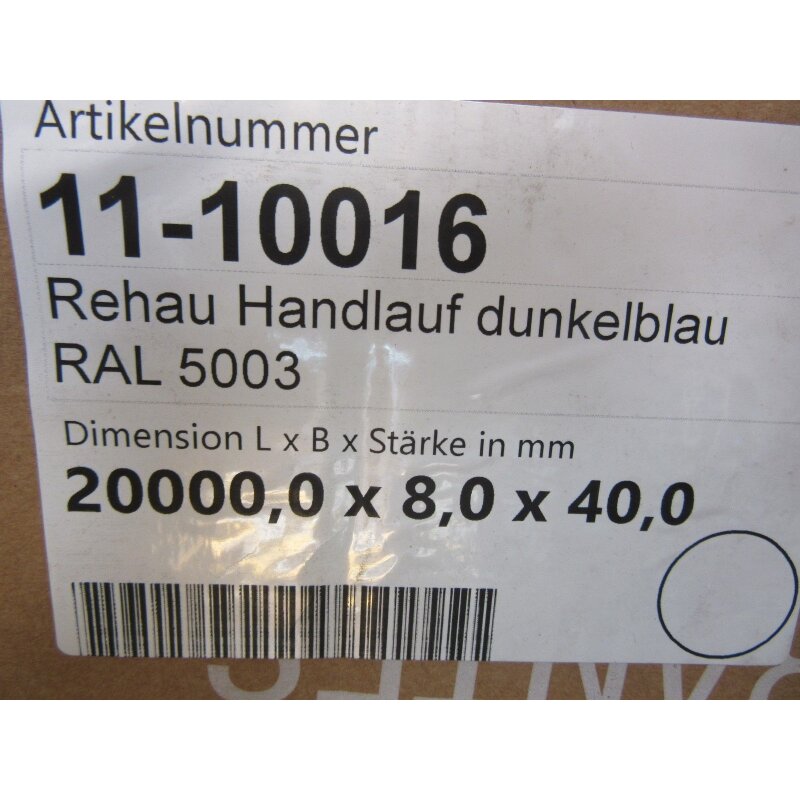 Artikelnummer
11-10016
Rehau Handlauf dunkelblau
RAL 5003
Dimension L x B x Stärke in mm
20000,0 x 8,0 x 40,0